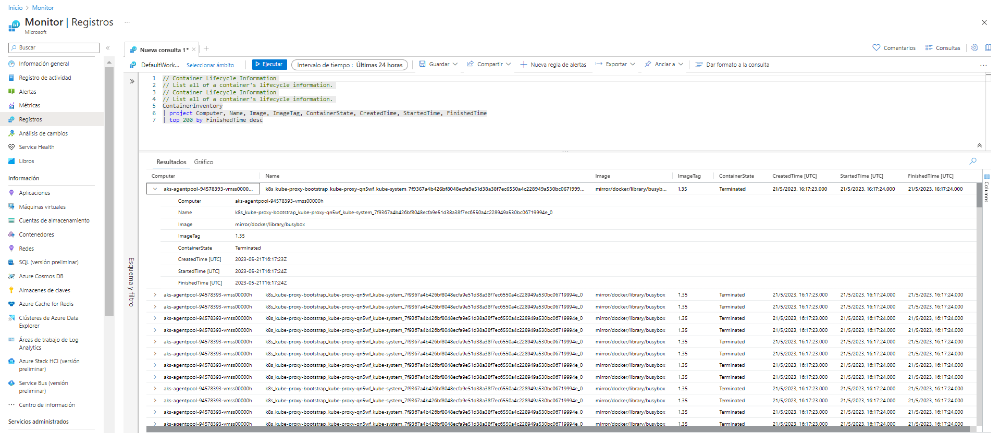 Inicio > Monitor
Monitor | Registros ...
Microsoft
Buscar
Información general
Registro de actividad
Alertas
Métricas
Registros
Análisis de cambios
Service Health
Libros
Información
Aplicaciones
Máquinas virtuales
Cuentas de almacenamiento
Contenedores
Redes
SQL (versión preliminar)
Azure Cosmos DB
Almacenes de claves
Azure Cache for Redis
Clústeres de Azure Data
Explorer
Áreas de trabajo de Log
Analytics
Azure Stack HCI (versión
preliminar)
Service Bus (versión
preliminar)
Centro de información
Servicios administrados
Nueva consulta 1*
Comentarios Consultas
DefaultWork... Seleccionar ámbito Ejecutar Intervalo de tiempo : Últimas 24 horas Guardar Compartir Nueva regla de alertas Exportar Anclar a Dar formato a la consulta ...
Esquema y filtro
1 // Container Lifecycle Information
2 // List all of a container's lifecycle information.
3 // Container Lifecycle Information
4 // List all of a container's lifecycle information.
5 ContainerInventory
6 | project Computer, Name, Image, ImageTag, ContainerState, CreatedTime, StartedTime, FinishedTime
7 | top 200 by FinishedTime desc
Resultados Gráfico
Computer Name Image ImageTag ContainerState CreatedTime [UTC] StartedTime [UTC] FinishedTime [UTC]
Columns
aks-agentpool-94578393-vmss0000... k8s_kube-proxy-bootstrap_kube-proxy-qn5wf_kube-system_7f9367a4b426bf8048ecfa9e51d38a38f7ec6550a4c228949a530bc0671999... mirror/docker/library/busyb... 1.35 Terminated 21/5/2023, 16:17:23.000 21/5/2023, 16:17:24.000 21/5/2023, 16:17:24.000
Computer aks-agentpool-94578393-vmss00000h
Name k8s_kube-proxy-bootstrap_kube-proxy-qn5wf_kube-system_7f9367a4b426bf8048ecfa9e51d38a38f7ec6550a4c228949a530bc06719994e_0
Image mirror/docker/library/busybox
ImageTag 1.35
ContainerState Terminated
CreatedTime [UTC] 2023-05-21T16:17:23Z
StartedTime [UTC] 2023-05-21T16:17:24Z
FinishedTime [UTC] 2023-05-21T16:17:24Z
aks-agentpool-94578393-vmss00000h k8s_kube-proxy-bootstrap_kube-proxy-qn5wf_kube-system_7f9367a4b426bf8048ecfa9e51d38a38f7ec6550a4c228949a530bc06719994e_0 mirror/docker/library/busybox 1.35 Terminated 21/5/2023, 16:17:23.000 21/5/2023, 16:17:24.000 21/5/2023, 16:17:24.000
aks-agentpool-94578393-vmss00000h k8s_kube-proxy-bootstrap_kube-proxy-qn5wf_kube-system_7f9367a4b426bf8048ecfa9e51d38a38f7ec6550a4c228949a530bc06719994e_0 mirror/docker/library/busybox 1.35 Terminated 21/5/2023, 16:17:23.000 21/5/2023, 16:17:24.000 21/5/2023, 16:17:24.000
aks-agentpool-94578393-vmss00000h k8s_kube-proxy-bootstrap_kube-proxy-qn5wf_kube-system_7f9367a4b426bf8048ecfa9e51d38a38f7ec6550a4c228949a530bc06719994e_0 mirror/docker/library/busybox 1.35 Terminated 21/5/2023, 16:17:23.000 21/5/2023, 16:17:24.000 21/5/2023, 16:17:24.000
aks-agentpool-94578393-vmss00000h k8s_kube-proxy-bootstrap_kube-proxy-qn5wf_kube-system_7f9367a4b426bf8048ecfa9e51d38a38f7ec6550a4c228949a530bc06719994e_0 mirror/docker/library/busybox 1.35 Terminated 21/5/2023, 16:17:23.000 21/5/2023, 16:17:24.000 21/5/2023, 16:17:24.000
aks-agentpool-94578393-vmss00000h k8s_kube-proxy-bootstrap_kube-proxy-qn5wf_kube-system_7f9367a4b426bf8048ecfa9e51d38a38f7ec6550a4c228949a530bc06719994e_0 mirror/docker/library/busybox 1.35 Terminated 21/5/2023, 16:17:23.000 21/5/2023, 16:17:24.000 21/5/2023, 16:17:24.000
aks-agentpool-94578393-vmss00000h k8s_kube-proxy-bootstrap_kube-proxy-qn5wf_kube-system_7f9367a4b426bf8048ecfa9e51d38a38f7ec6550a4c228949a530bc06719994e_0 mirror/docker/library/busybox 1.35 Terminated 21/5/2023, 16:17:23.000 21/5/2023, 16:17:24.000 21/5/2023, 16:17:24.000
aks-agentpool-94578393-vmss00000h k8s_kube-proxy-bootstrap_kube-proxy-qn5wf_kube-system_7f9367a4b426bf8048ecfa9e51d38a38f7ec6550a4c228949a530bc06719994e_0 mirror/docker/library/busybox 1.35 Terminated 21/5/2023, 16:17:23.000 21/5/2023, 16:17:24.000 21/5/2023, 16:17:24.000
aks-agentpool-94578393-vmss00000h k8s_kube-proxy-bootstrap_kube-proxy-qn5wf_kube-system_7f9367a4b426bf8048ecfa9e51d38a38f7ec6550a4c228949a530bc06719994e_0 mirror/docker/library/busybox 1.35 Terminated 21/5/2023, 16:17:23.000 21/5/2023, 16:17:24.000 21/5/2023, 16:17:24.000
aks-agentpool-94578393-vmss00000h k8s_kube-proxy-bootstrap_kube-proxy-qn5wf_kube-system_7f9367a4b426bf8048ecfa9e51d38a38f7ec6550a4c228949a530bc06719994e_0 mirror/docker/library/busybox 1.35 Terminated 21/5/2023, 16:17:23.000 21/5/2023, 16:17:24.000 21/5/2023, 16:17:24.000
aks-agentpool-94578393-vmss00000h k8s_kube-proxy-bootstrap_kube-proxy-qn5wf_kube-system_7f9367a4b426bf8048ecfa9e51d38a38f7ec6550a4c228949a530bc06719994e_0 mirror/docker/library/busybox 1.35 Terminated 21/5/2023, 16:17:23.000 21/5/2023, 16:17:24.000 21/5/2023, 16:17:24.000
aks-agentpool-94578393-vmss00000h k8s_kube-proxy-bootstrap_kube-proxy-qn5wf_kube-system_7f9367a4b426bf8048ecfa9e51d38a38f7ec6550a4c228949a530bc06719994e_0 mirror/docker/library/busybox 1.35 Terminated 21/5/2023, 16:17:23.000 21/5/2023, 16:17:24.000 21/5/2023, 16:17:24.000
aks-agentpool-94578393-vmss00000h k8s_kube-proxy-bootstrap_kube-proxy-qn5wf_kube-system_7f9367a4b426bf8048ecfa9e51d38a38f7ec6550a4c228949a530bc06719994e_0 mirror/docker/library/busybox 1.35 Terminated 21/5/2023, 16:17:23.000 21/5/2023, 16:17:24.000 21/5/2023, 16:17:24.000